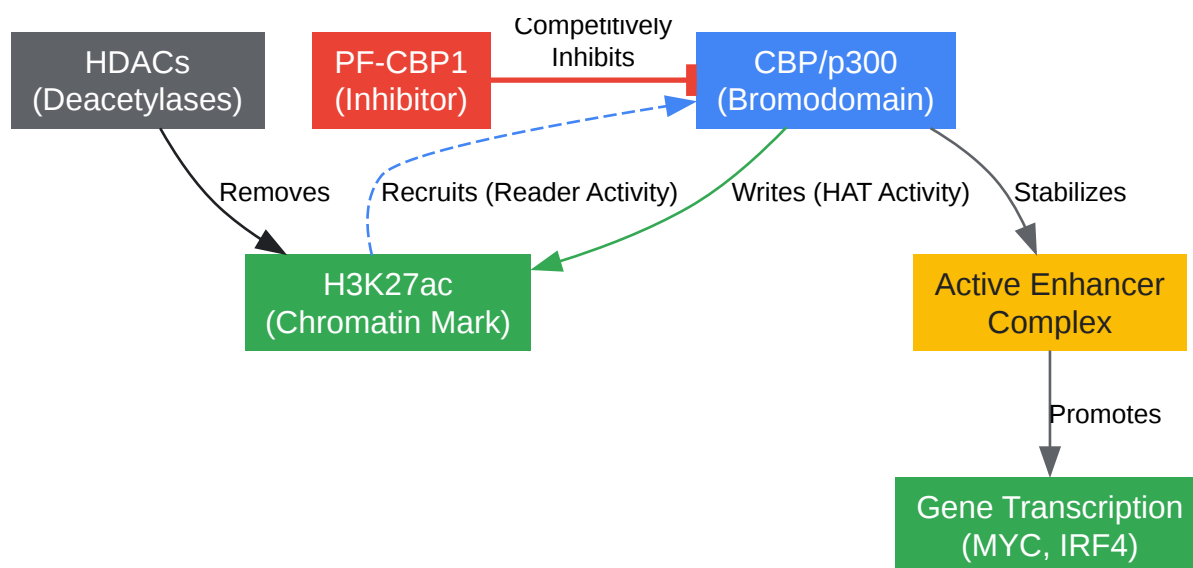 Competitively
Inhibits
HDACs
(Deacetylases)
PF-CBP1
(Inhibitor)
CBP/p300
(Bromodomain)
Removes
Recruits (Reader Activity)
Writes (HAT Activity)
Stabilizes
H3K27ac
(Chromatin Mark)
Active Enhancer
Complex
Promotes
Gene Transcription
(MYC, IRF4)